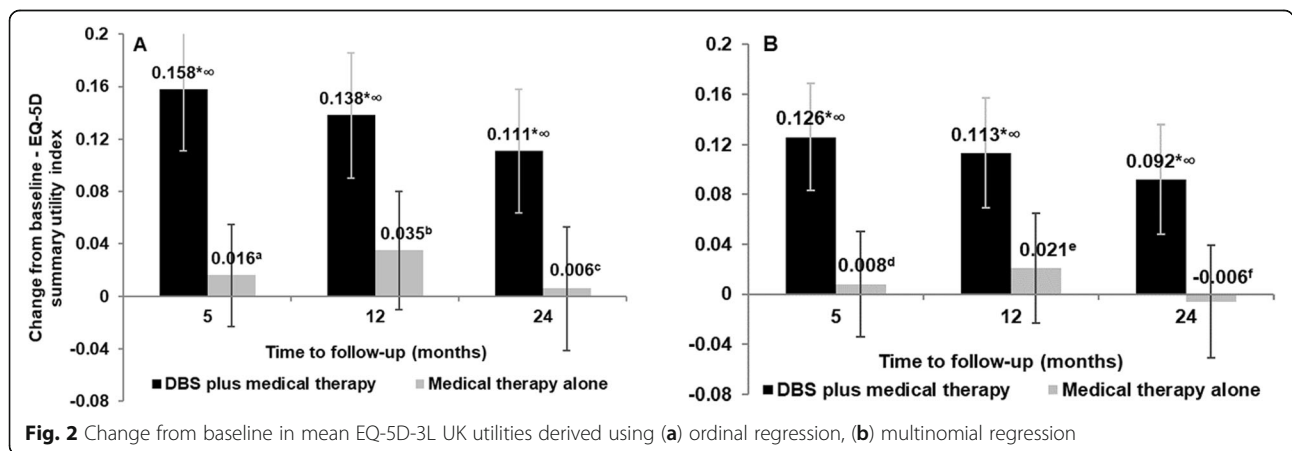 Change from baseline - EQ-5D
summary utility index
A
0.2
0.16
0.12
0.08
0.04
0
-0.04
-0.08
0.158*∞
0.138*∞
0.111*∞
0.016ᵃ
0.035ᵇ
0.006ᶜ
5 12 24
Time to follow-up (months)
DBS plus medical therapy Medical therapy alone
B
0.2
0.16
0.12
0.08
0.04
0
-0.04
-0.08
0.126*∞
0.113*∞
0.092*∞
0.008ᵈ
0.021ᵉ
-0.006ᶠ
5 12 24
Time to follow-up (months)
DBS plus medical therapy Medical therapy alone
Fig. 2 Change from baseline in mean EQ-5D-3L UK utilities derived using (a) ordinal regression, (b) multinomial regression